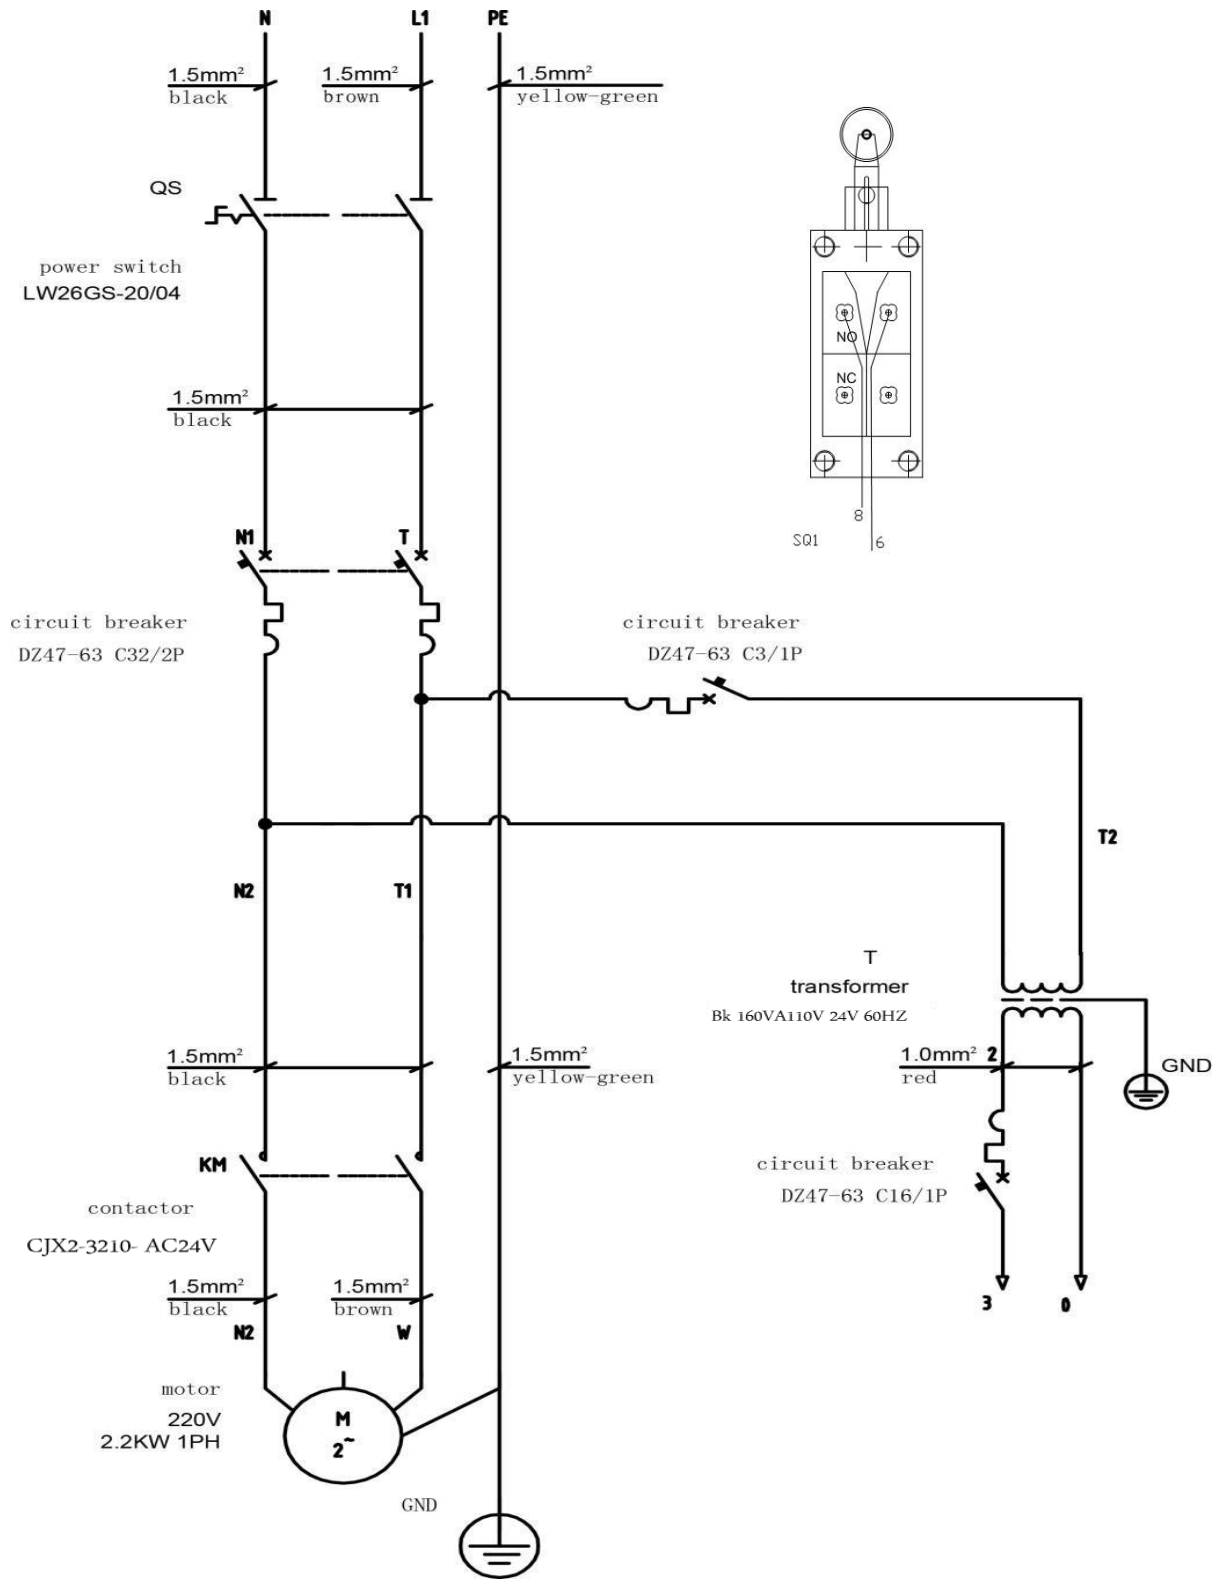 N L1 PE
1.5mm² 1.5mm² 1.5mm²
black brown yellow-green
QS
power switch
LW26GS-20/04
NO
NC
1.5mm²
black
8
SQ1 6
N1 T
circuit breaker
DZ47-63 C32/2P
circuit breaker
DZ47-63 C3/1P
T2
N2 T1
T
transformer
Bk 160VA110V 24V 60HZ
1.5mm² 1.5mm² 1.0mm² 2
black yellow-green red
GND
KM
circuit breaker
DZ47-63 C16/1P
contactor
CJX2-3210- AC24V
1.5mm² 1.5mm²
black brown
3 0
N2 W
motor
220V
2.2KW 1PH
M
2~
GND